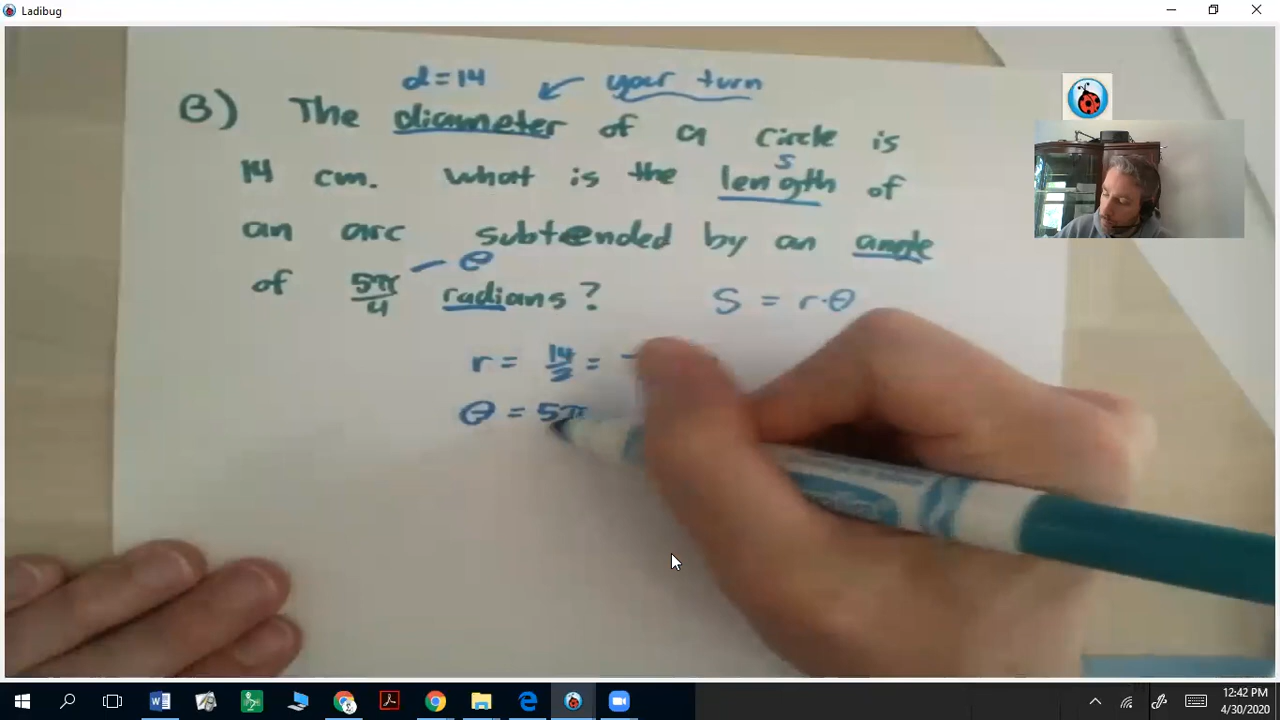 Ladibug
d=14 your turn
B) The diameter of a circle is
S
14 cm. what is the length of
an arc subtended by an angle
of 5π/4 radians?
θ
S = r·θ
r = 14/2 =
θ = 5π
12:42 PM
4/30/2020